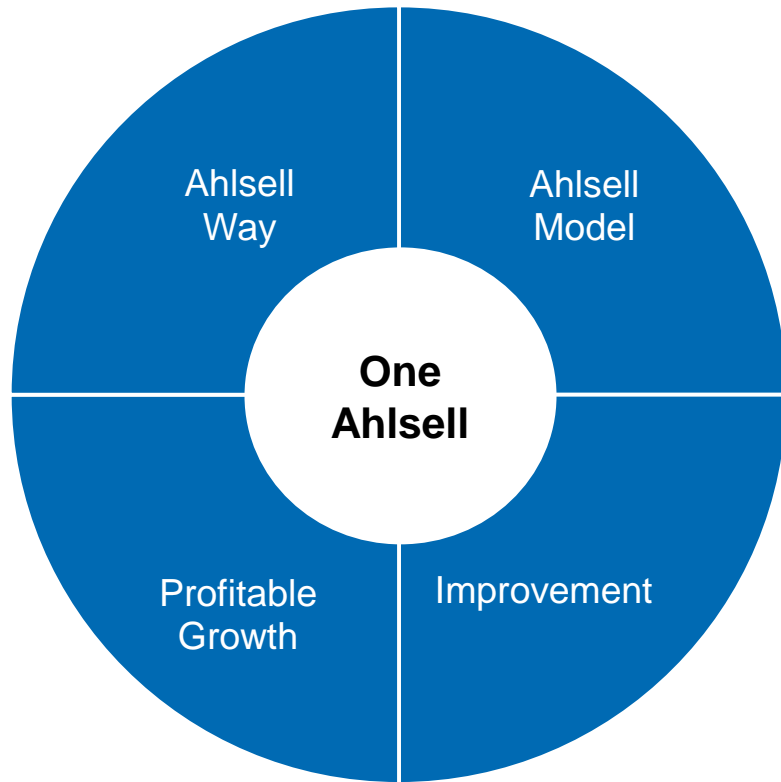 Ahlsell
Way
Ahlsell
Model
One
Ahlsell
Profitable
Growth
Improvement